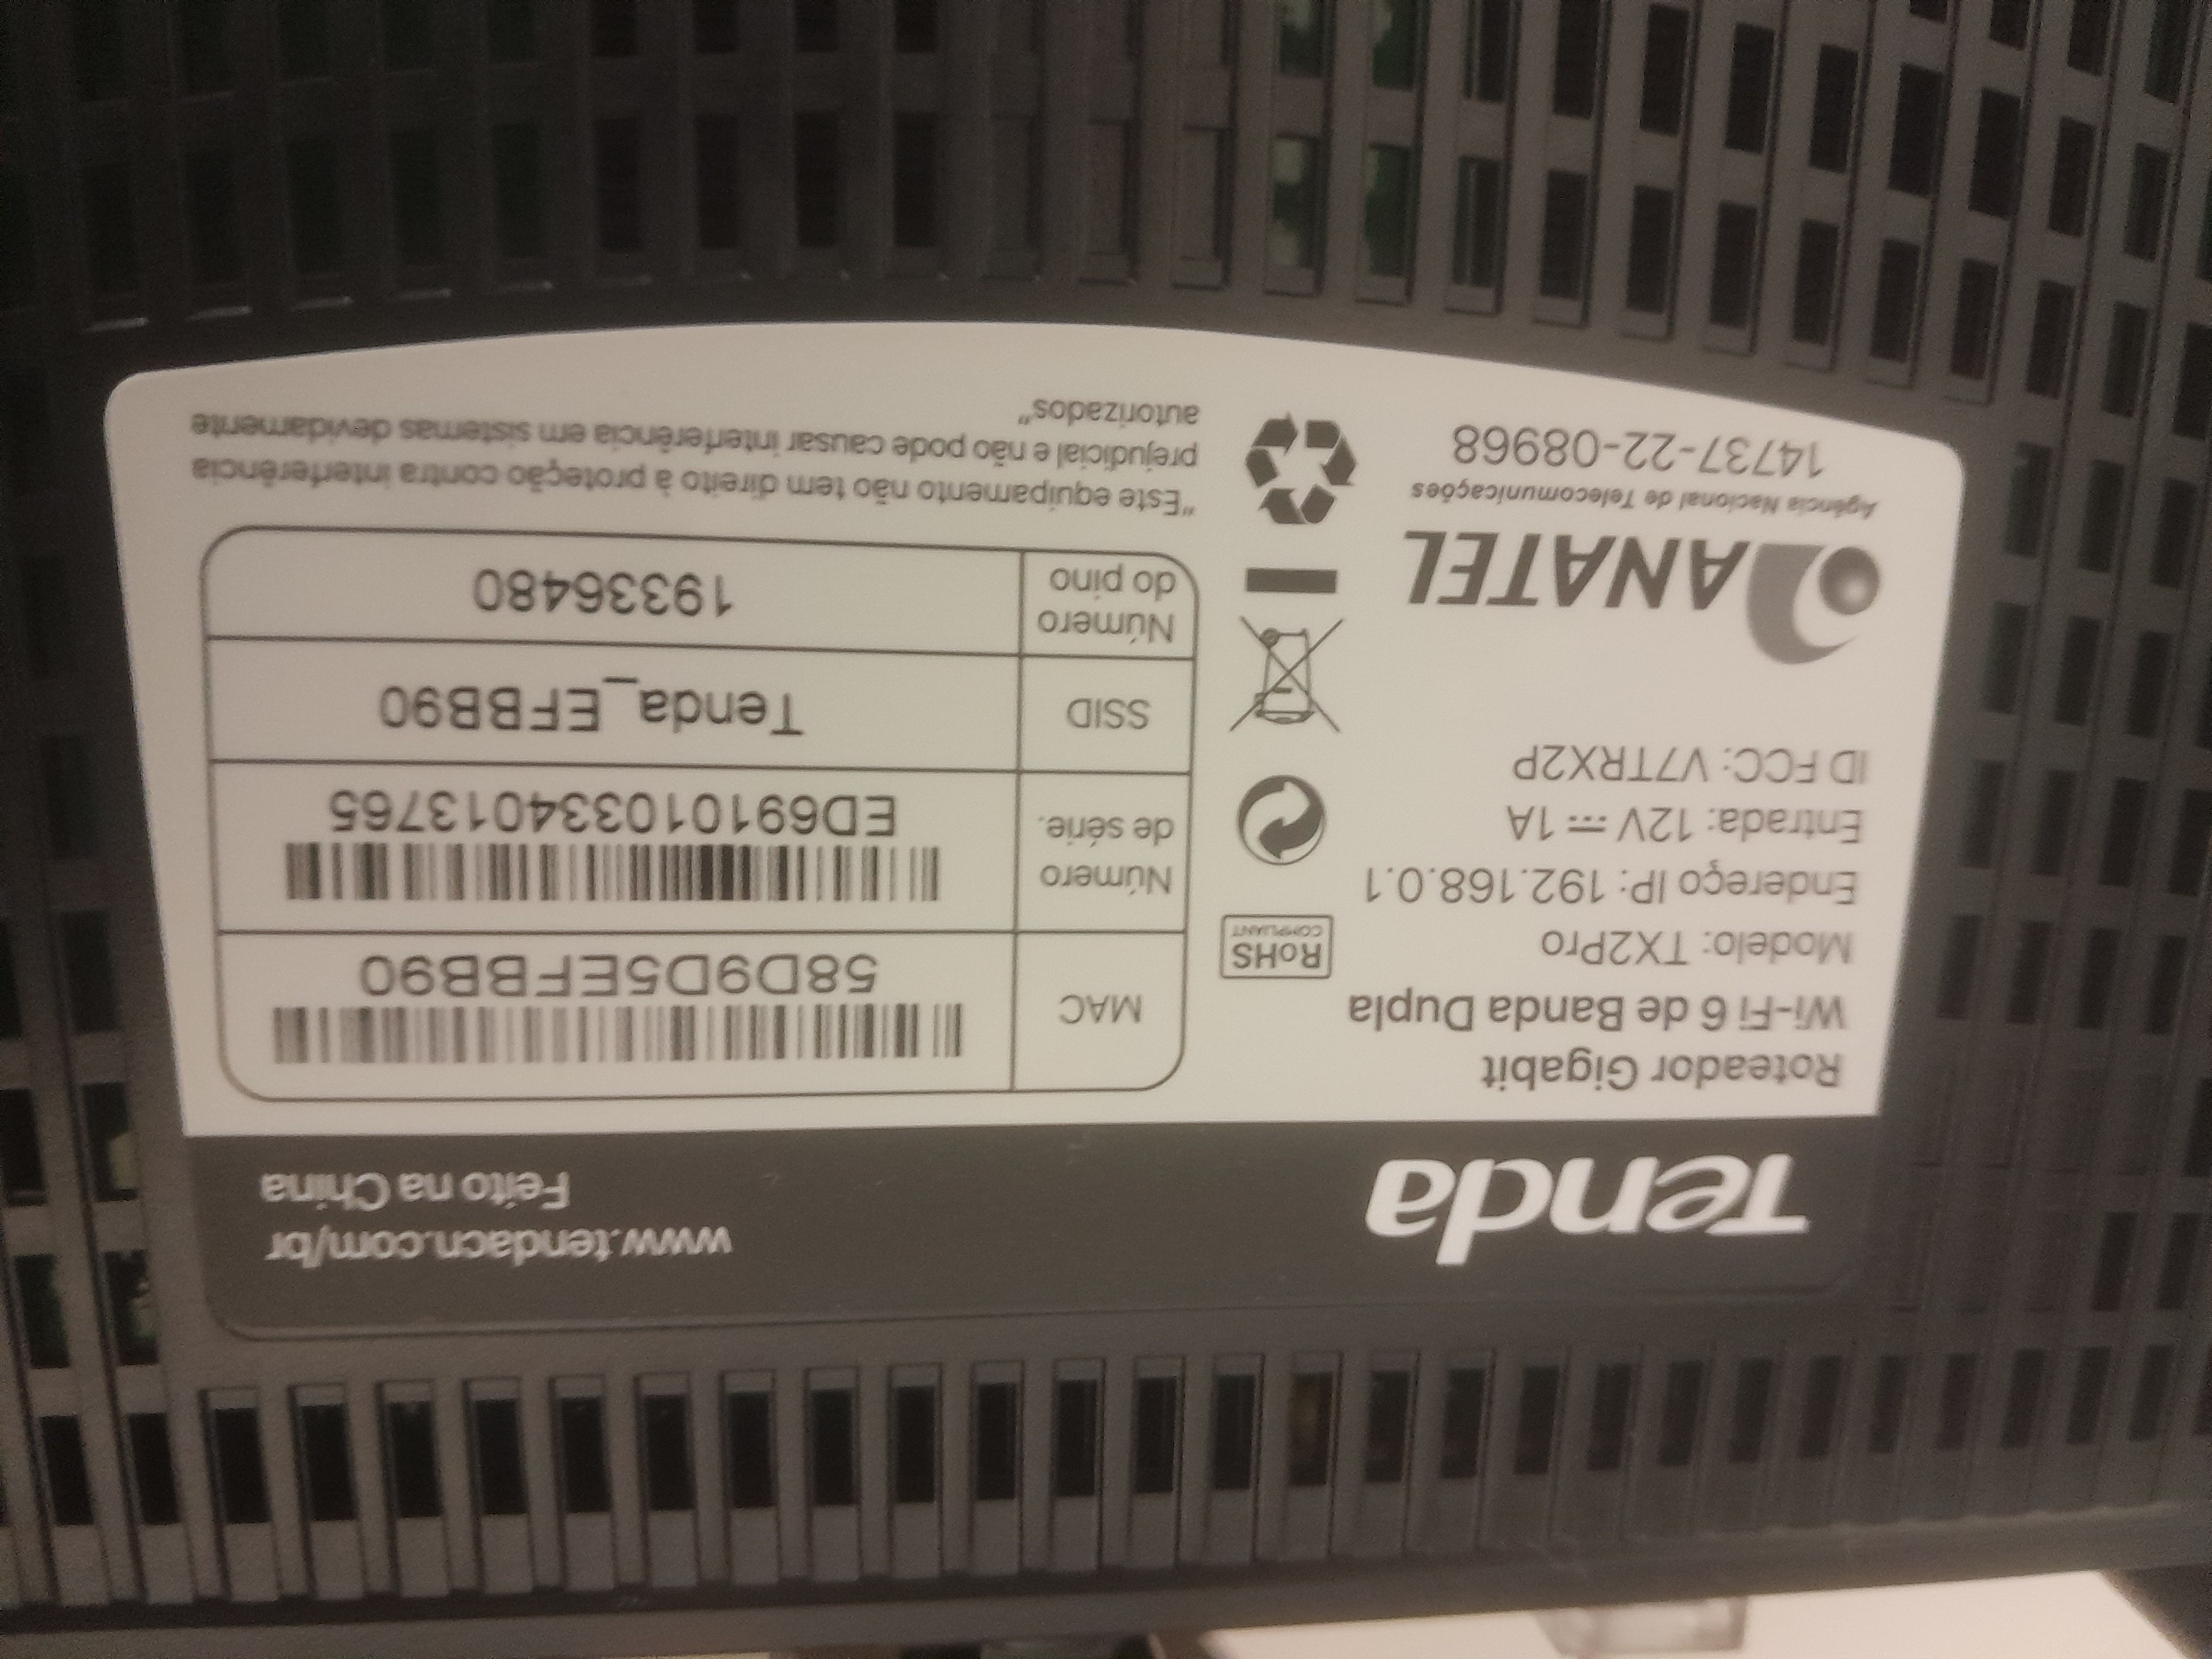 Tenda
www.tendacn.com/br
Feito na China
Roteador Gigabit
Wi-Fi 6 de Banda Dupla
Modelo: TX2Pro
Endereço IP: 192.168.0.1
Entrada: 12V ⎓ 1A
ID FCC: V7TRX2P
ANATEL
Agência Nacional de Telecomunicações
14737-22-08968
RoHS
COMPLIANT
MAC
58D9D5EFBB90
Número
de série.
ED691010334013765
SSID
Tenda_EFBB90
Número
do pino
19336480
"Este equipamento não tem direito à proteção contra interferência
prejudicial e não pode causar interferência em sistemas devidamente
autorizados"